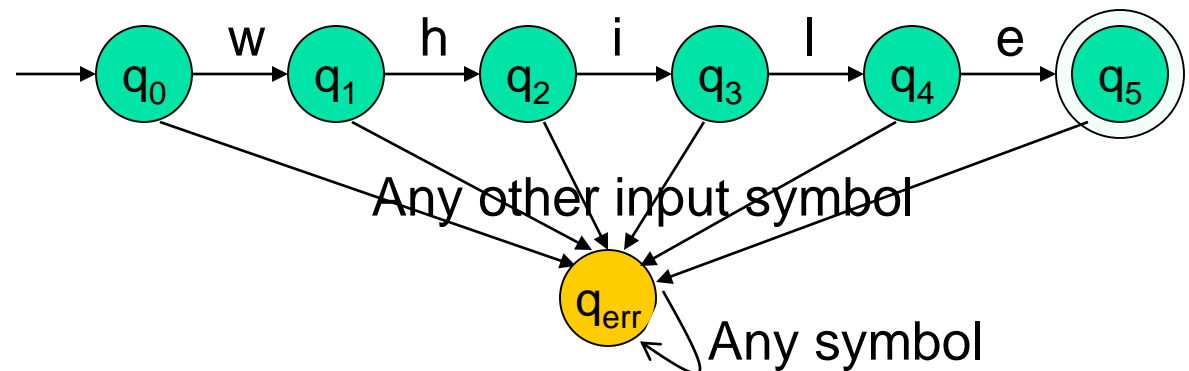 w h i l e
q0 q1 q2 q3 q4 q5
Any other input symbol
qerr
Any symbol